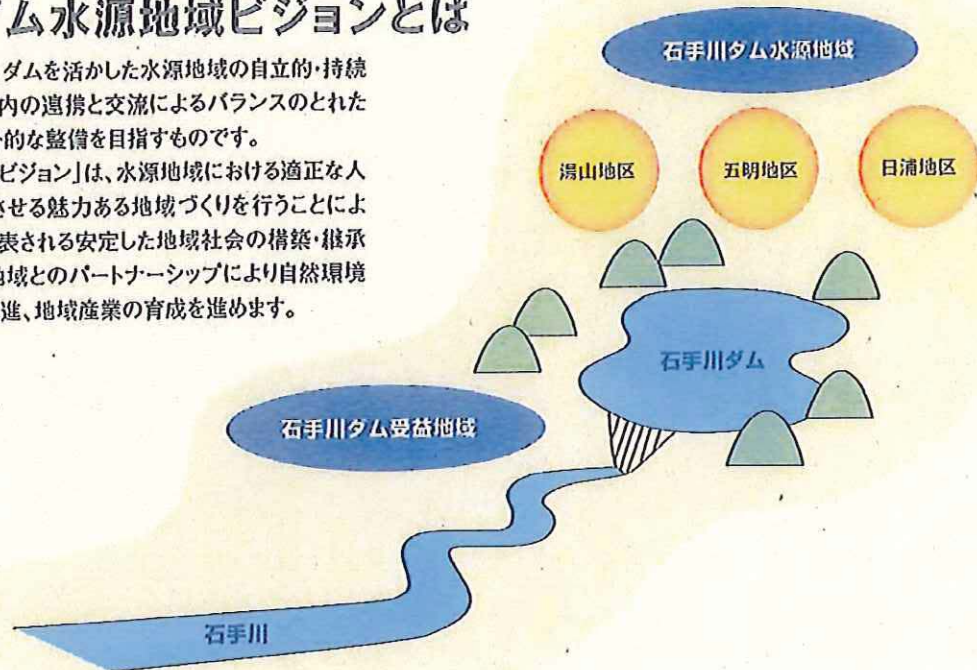 ム水源地域ビジョンとは
ダムを活かした水源地域の自立的・持続
内の連携と交流によるバランスのとれた
的な整備を目指すものです。
ビジョン」は、水源地域における適正な人
させる魅力ある地域づくりを行うことによ
表される安定した地域社会の構築・継承
地域とのパートナーシップにより自然環境
進、地域産業の育成を進めます。
石手川ダム水源地域
湯山地区
五明地区
日浦地区
石手川ダム
石手川ダム受益地域
石手川